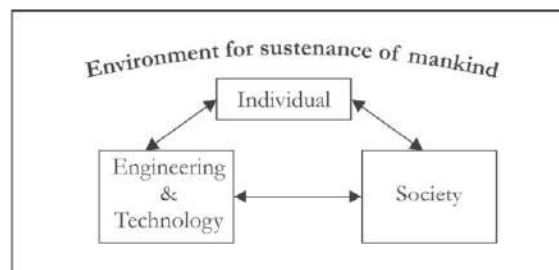 Environment for sustenance of mankind
Individual
Engineering
&
Technology
Society